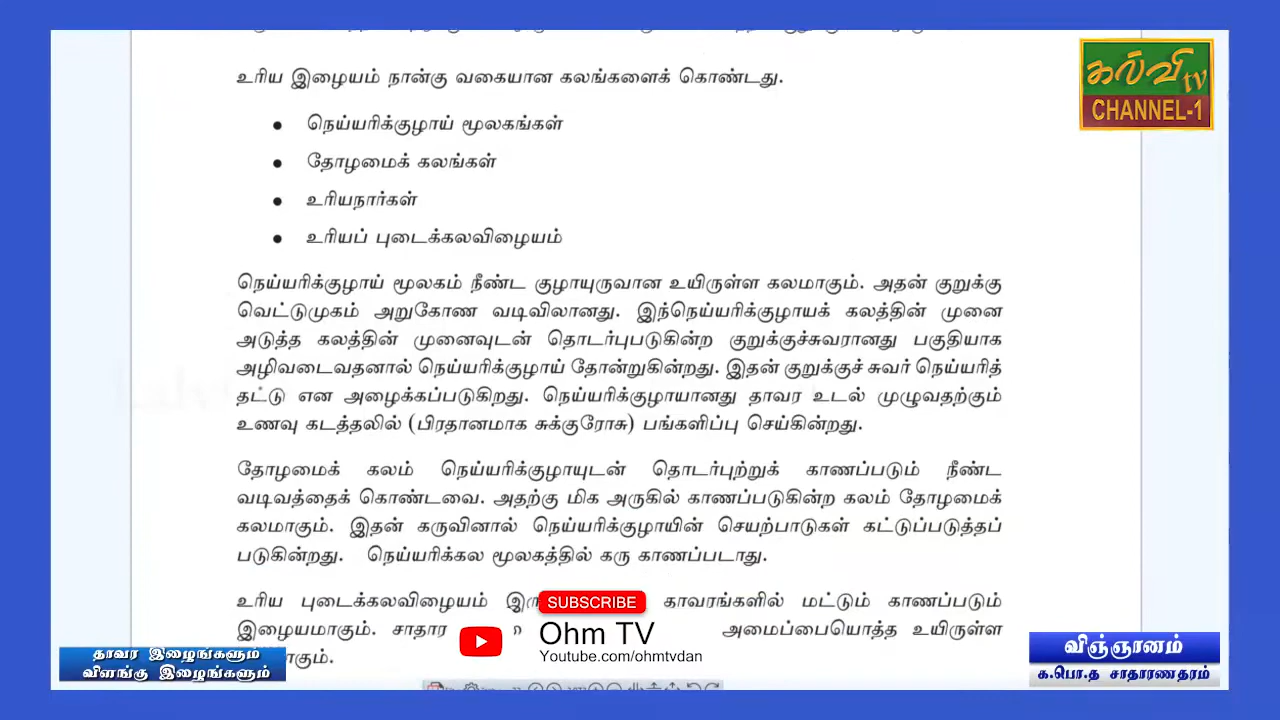 உரிய இழையம் நான்கு வகையான கலங்களைக் கொண்டது.
கல்வி tv
CHANNEL-1
• நெய்யரிக்குழாய் மூலகங்கள்
• தோழமைக் கலங்கள்
• உரியநார்கள்
• உரியப் புடைக்கலவிழையம்
நெய்யரிக்குழாய் மூலகம் நீண்ட குழாயுருவான உயிருள்ள கலமாகும். அதன் குறுக்கு
வெட்டுமுகம் அறுகோண வடிவிலானது. இந்நெய்யரிக்குழாயக் கலத்தின் முனை
அடுத்த கலத்தின் முனைவுடன் தொடர்புபடுகின்ற குறுக்குச்சுவரானது பகுதியாக
அழிவடைவதனால் நெய்யரிக்குழாய் தோன்றுகின்றது. இதன் குறுக்குச் சுவர் நெய்யரித்
தட்டு என அழைக்கப்படுகிறது. நெய்யரிக்குழாயானது தாவர உடல் முழுவதற்கும்
உணவு கடத்தலில் (பிரதானமாக சுக்குரோசு) பங்களிப்பு செய்கின்றது.
தோழமைக் கலம் நெய்யரிக்குழாயுடன் தொடர்புற்றுக் காணப்படும் நீண்ட
வடிவத்தைக் கொண்டவை. அதற்கு மிக அருகில் காணப்படுகின்ற கலம் தோழமைக்
கலமாகும். இதன் கருவினால் நெய்யரிக்குழாயின் செயற்பாடுகள் கட்டுப்படுத்தப்
படுகின்றது. நெய்யரிக்கல மூலகத்தில் கரு காணப்படாது.
உரிய புடைக்கலவிழையம் காவரங்களில் மட்டும் காணப்படும்
இழையமாகும். சாதார அமைப்பையொத்த உயிருள்ள
SUBSCRIBE
Ohm TV
Youtube.com/ohmtvdan
தாவர இழைங்களும்
விளங்கு இழைங்களும்
விஞ்ஞானம்
க.பொ.த சாதாரணதரம்